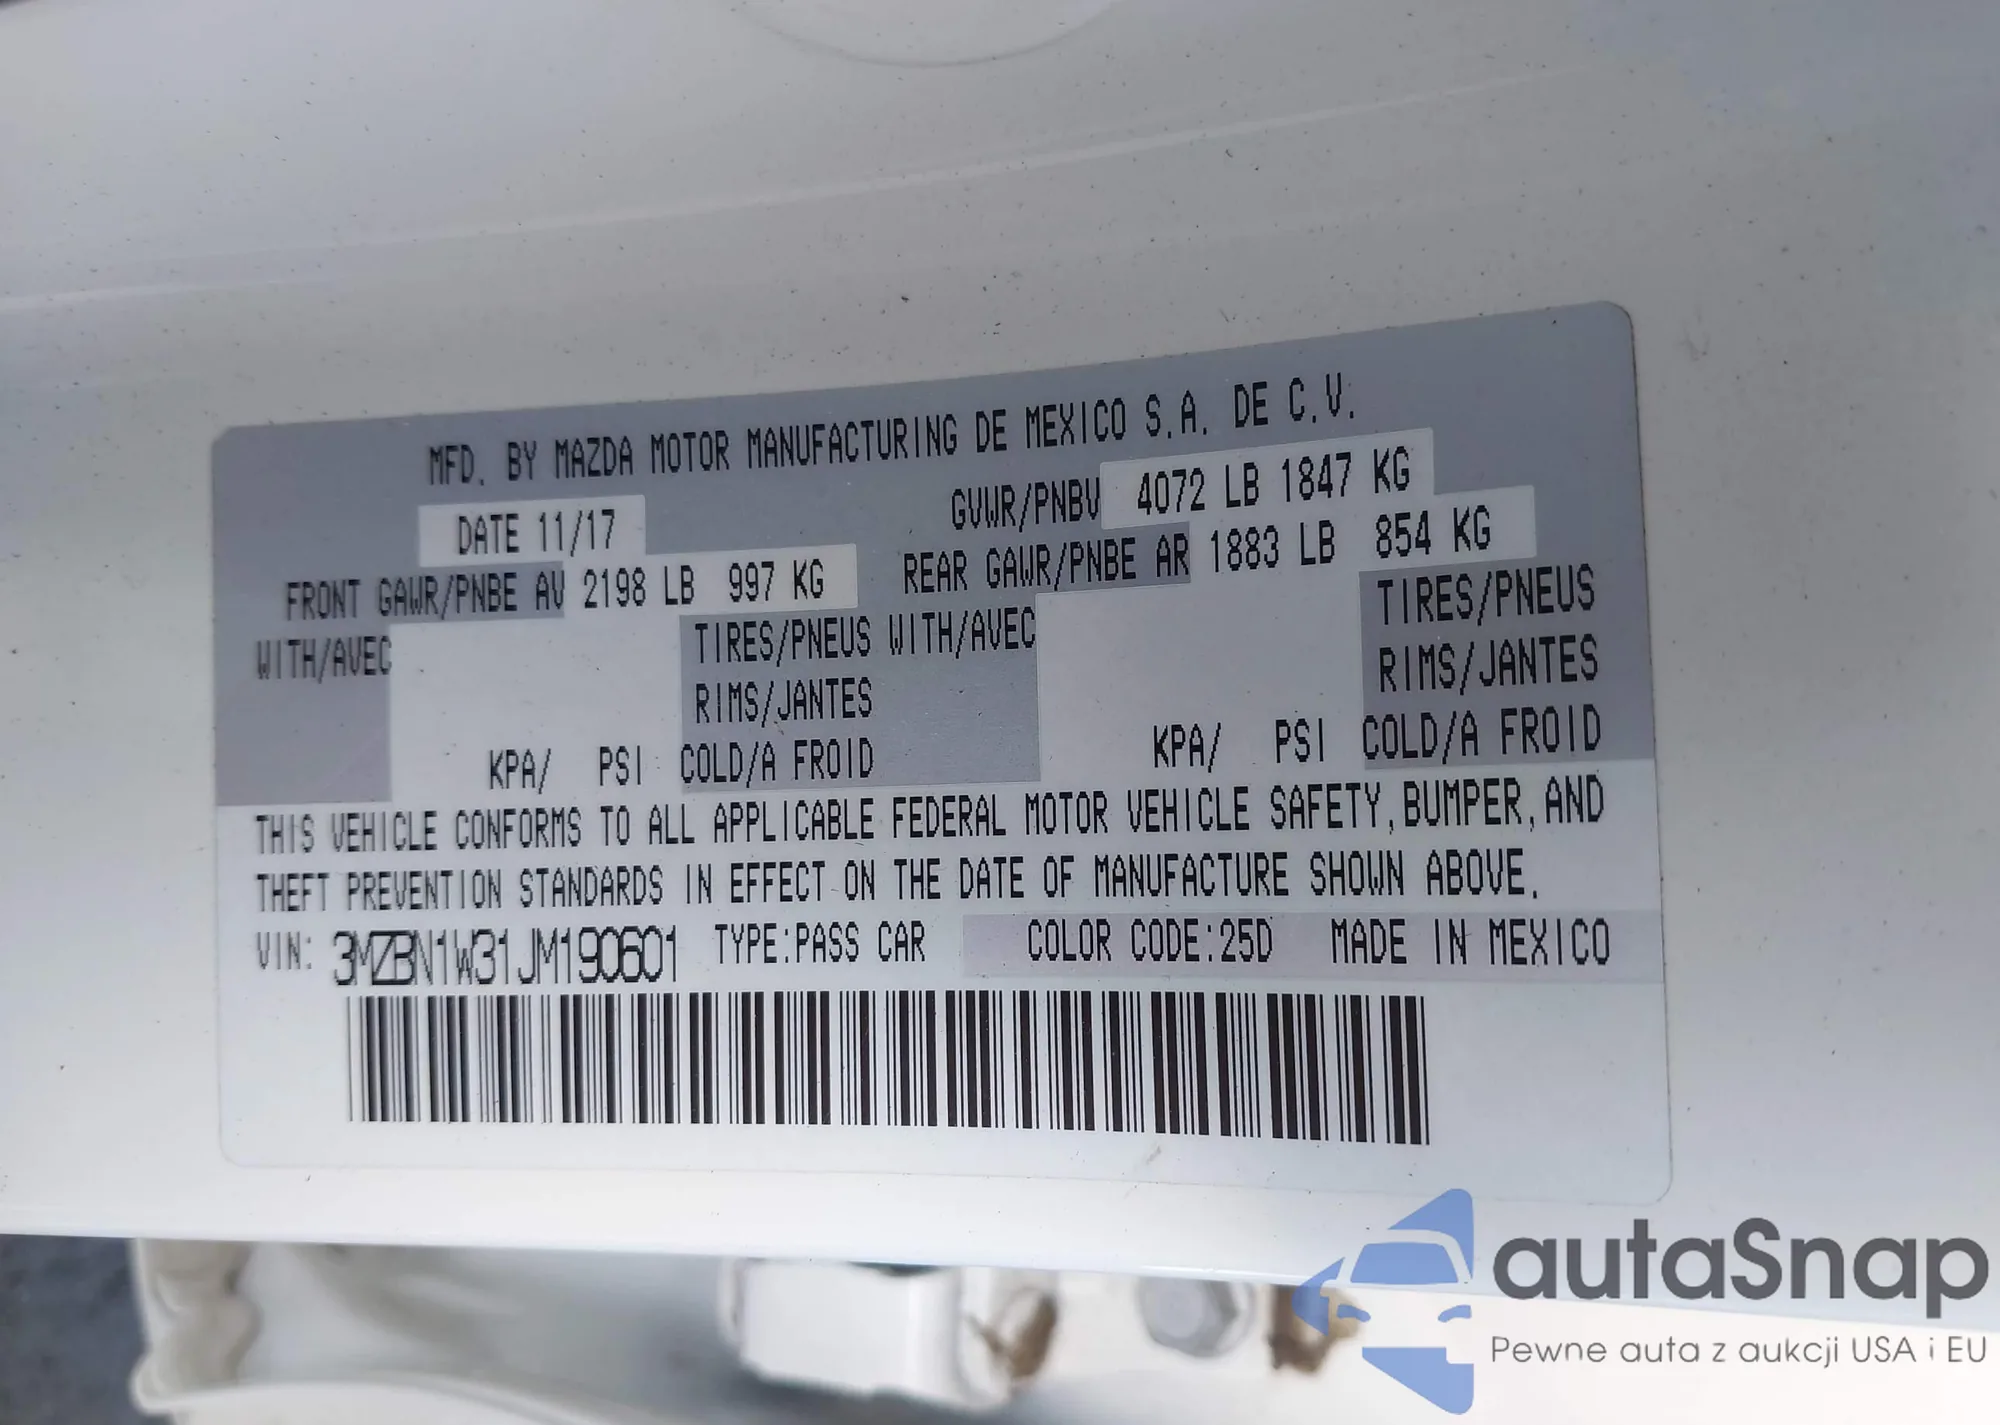 MFD. BY MAZDA MOTOR MANUFACTURING DE MEXICO S.A. DE C.V.
DATE 11/17 GVWR/PNBV 4072 LB 1847 KG
FRONT GAWR/PNBE AV 2198 LB 997 KG REAR GAWR/PNBE AR 1883 LB 854 KG
WITH/AVEC TIRES/PNEUS WITH/AVEC TIRES/PNEUS
RIMS/JANTES RIMS/JANTES
KPA/ PSI COLD/A FROID KPA/ PSI COLD/A FROID
THIS VEHICLE CONFORMS TO ALL APPLICABLE FEDERAL MOTOR VEHICLE SAFETY, BUMPER, AND
THEFT PREVENTION STANDARDS IN EFFECT ON THE DATE OF MANUFACTURE SHOWN ABOVE.
VIN: 3MZBN1W31JM190601 TYPE:PASS CAR COLOR CODE:25D MADE IN MEXICO
autaSnap
Pewne auta z aukcji USA i EU